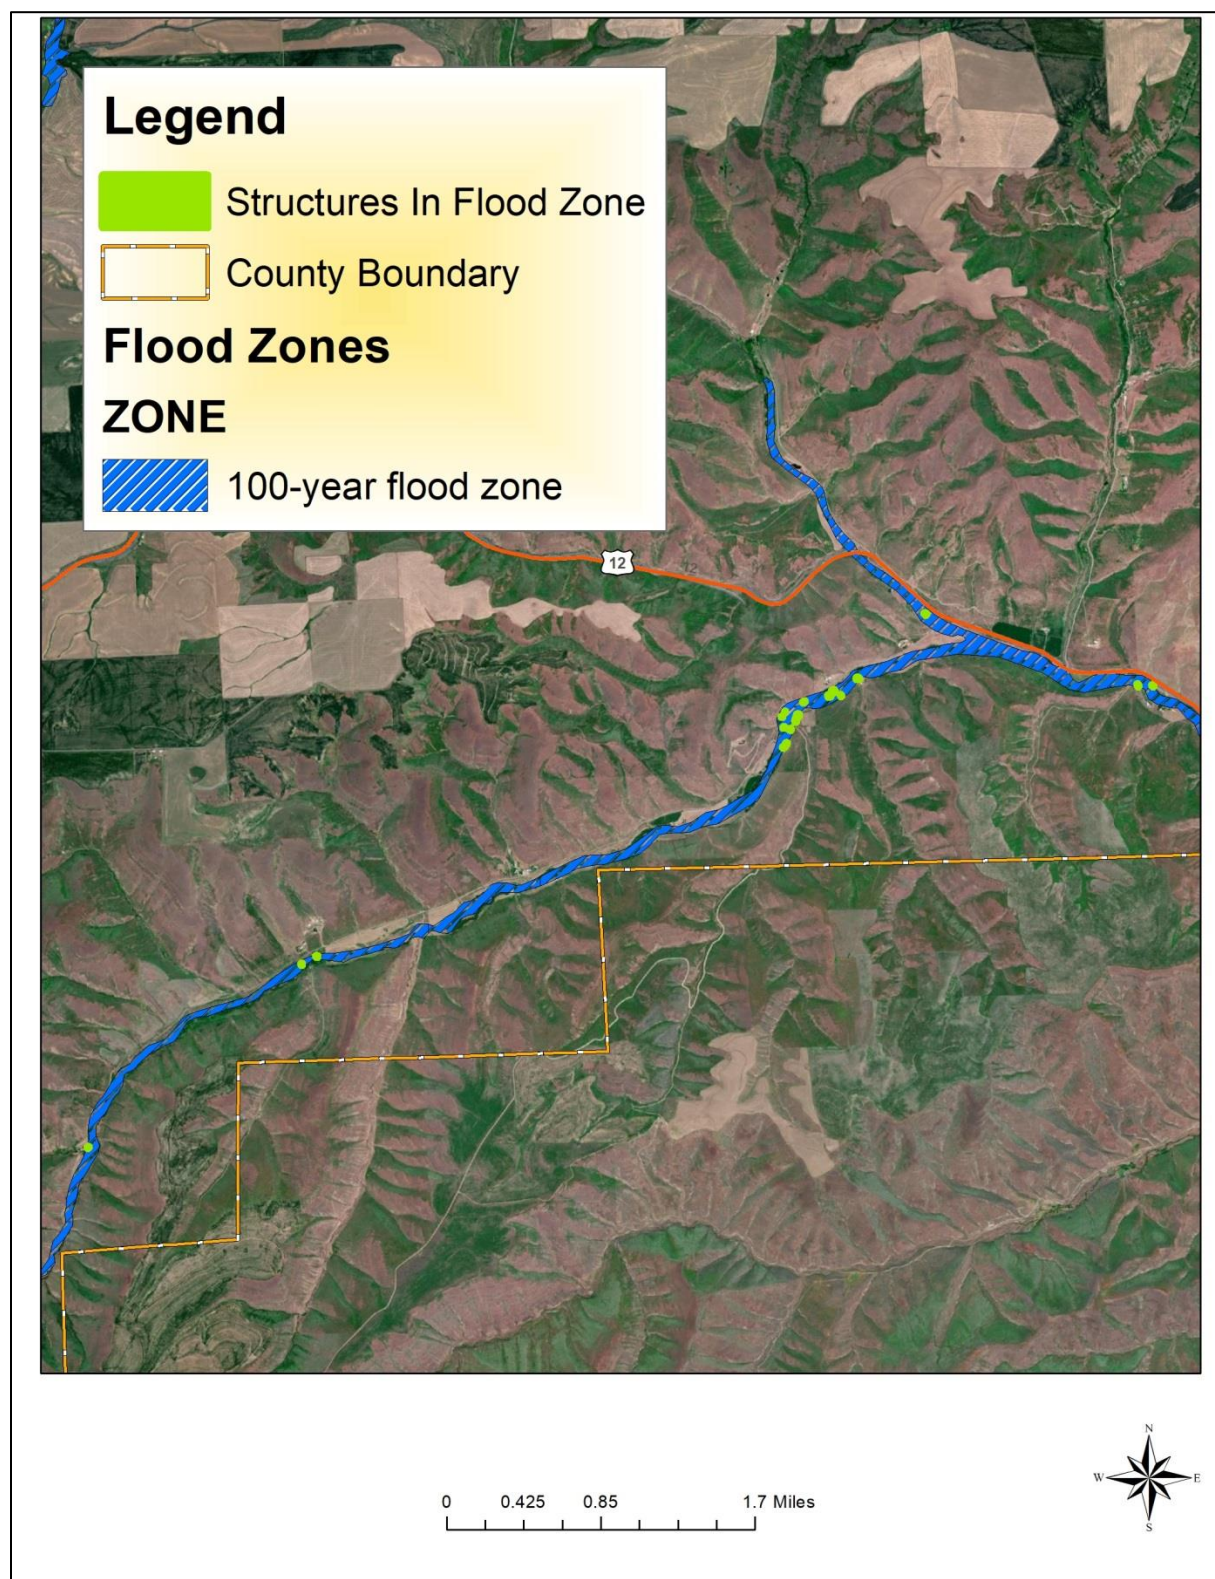 Legend
Structures In Flood Zone
County Boundary
Flood Zones
ZONE
100-year flood zone
12
12
N
W E
S
0 0.425 0.85 1.7 Miles